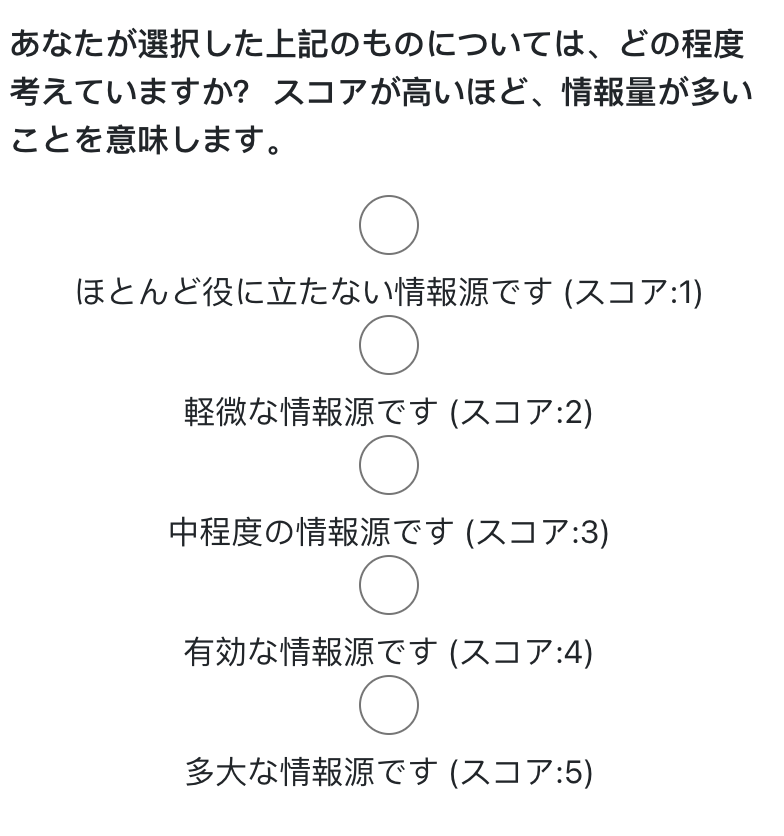 あなたが選択した上記のものについては、どの程度
考えていますか? スコアが高いほど、情報量が多い
ことを意味します。
ほとんど役に立たない情報源です (スコア:1)
軽微な情報源です (スコア:2)
中程度の情報源です (スコア:3)
有効な情報源です (スコア:4)
多大な情報源です (スコア:5)